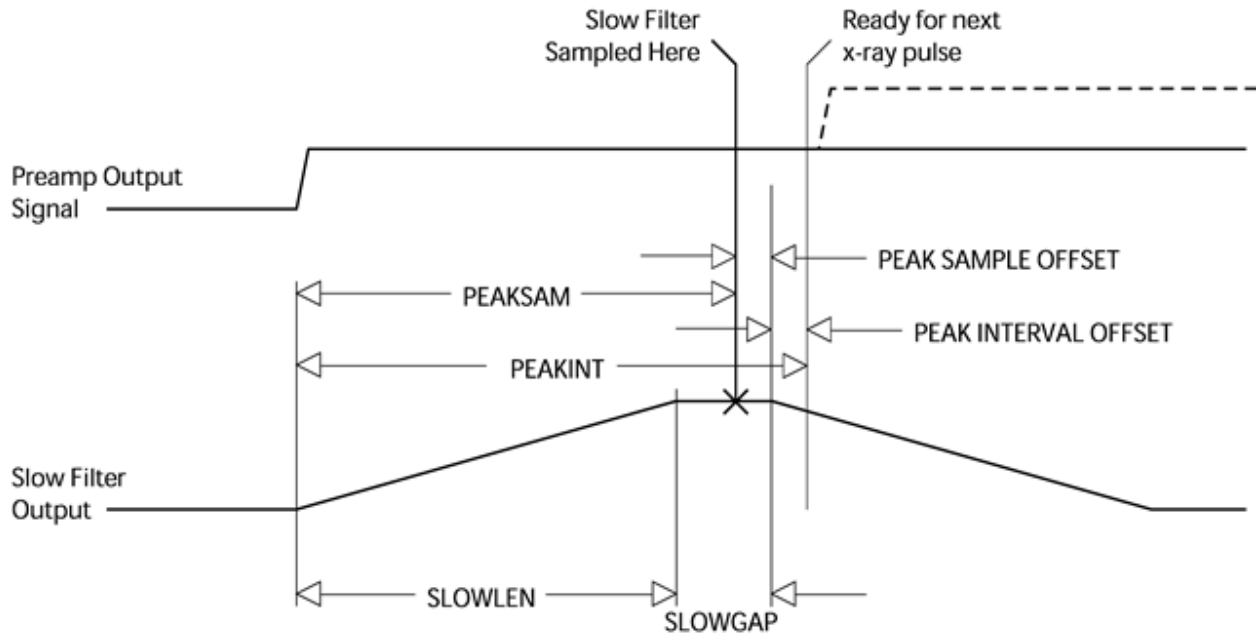 Slow Filter
Sampled Here
Ready for next
x-ray pulse
Preamp Output
Signal
PEAK SAMPLE OFFSET
PEAKSAM
PEAK INTERVAL OFFSET
PEAKINT
Slow Filter
Output
SLOWLEN
SLOWGAP